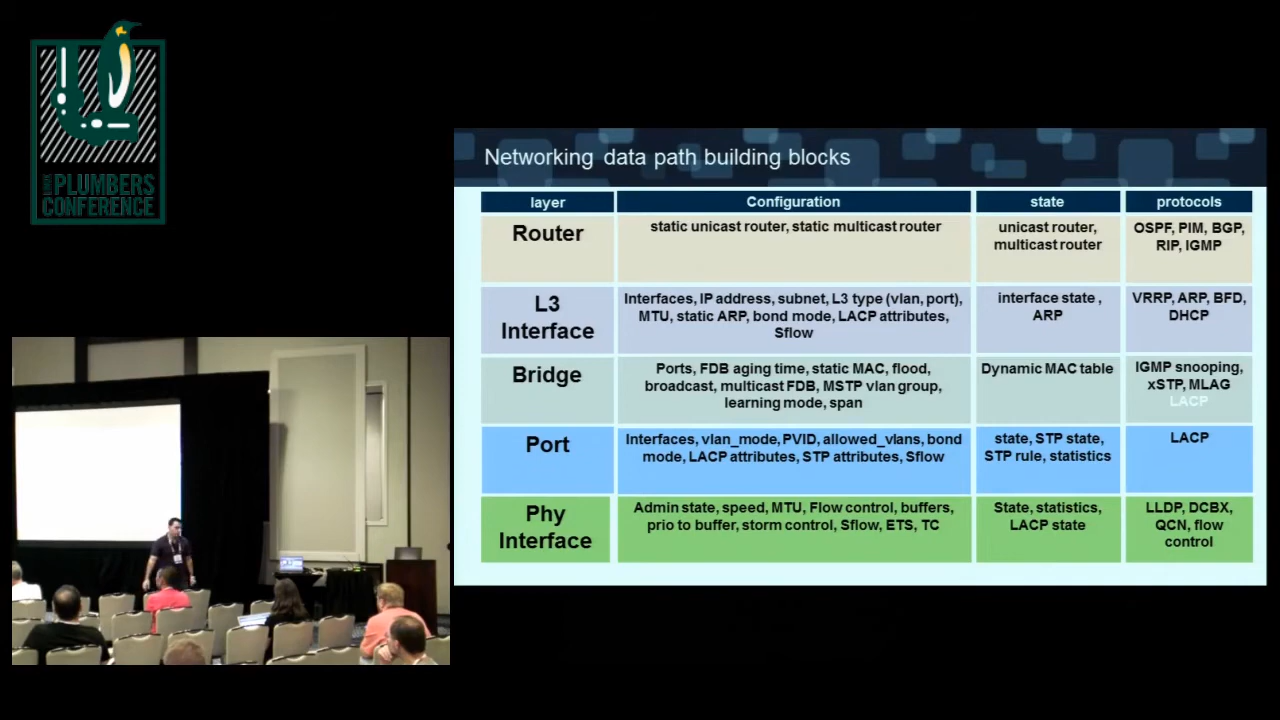 LINUX
PLUMBERS
CONFERENCE
Networking data path building blocks
layer
Configuration
state
protocols
Router
static unicast router, static multicast router
unicast router,
multicast router
OSPF, PIM, BGP,
RIP, IGMP
L3
Interface
Interfaces, IP address, subnet, L3 type (vlan, port),
MTU, static ARP, bond mode, LACP attributes,
Sflow
interface state ,
ARP
VRRP, ARP, BFD,
DHCP
Bridge
Ports, FDB aging time, static MAC, flood,
broadcast, multicast FDB, MSTP vlan group,
learning mode, span
Dynamic MAC table
IGMP snooping,
xSTP, MLAG
LACP
Port
Interfaces, vlan_mode, PVID, allowed_vlans, bond
mode, LACP attributes, STP attributes, Sflow
state, STP state,
STP rule, statistics
LACP
Phy
Interface
Admin state, speed, MTU, Flow control, buffers,
prio to buffer, storm control, Sflow, ETS, TC
State, statistics,
LACP state
LLDP, DCBX,
QCN, flow
control